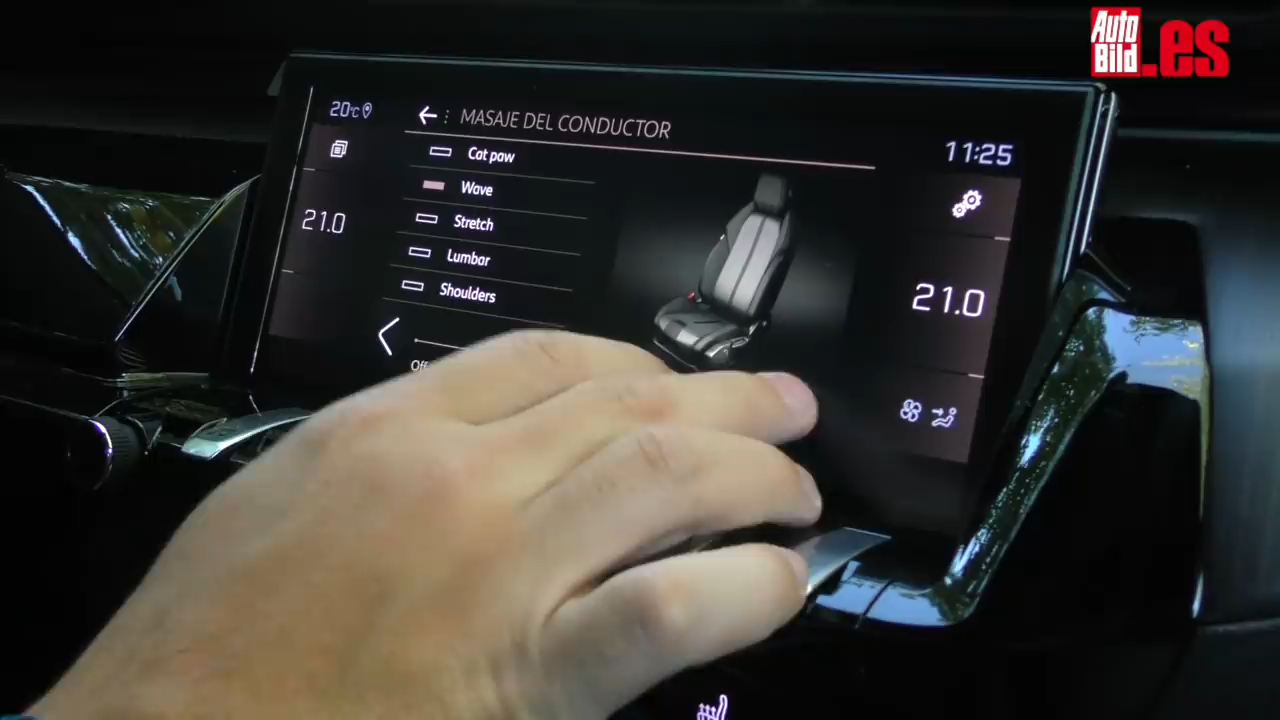 Auto
Bild
.es
20°C
MASAJE DEL CONDUCTOR
11:25
Cat paw
Wave
21.0
Stretch
Lumbar
Shoulders
21.0
Off